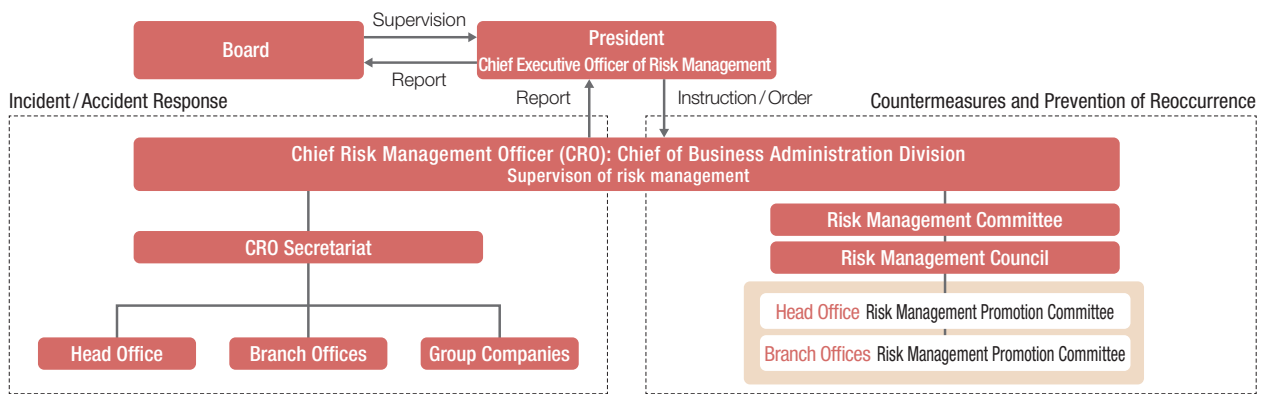 Board
Supervision
Report
President
Chief Executive Officer of Risk Management
Incident/Accident Response
Report
Instruction/Order
Countermeasures and Prevention of Reoccurrence
Chief Risk Management Officer (CRO): Chief of Business Administration Division
Supervison of risk management
CRO Secretariat
Head Office
Branch Offices
Group Companies
Risk Management Committee
Risk Management Council
Head Office Risk Management Promotion Committee
Branch Offices Risk Management Promotion Committee